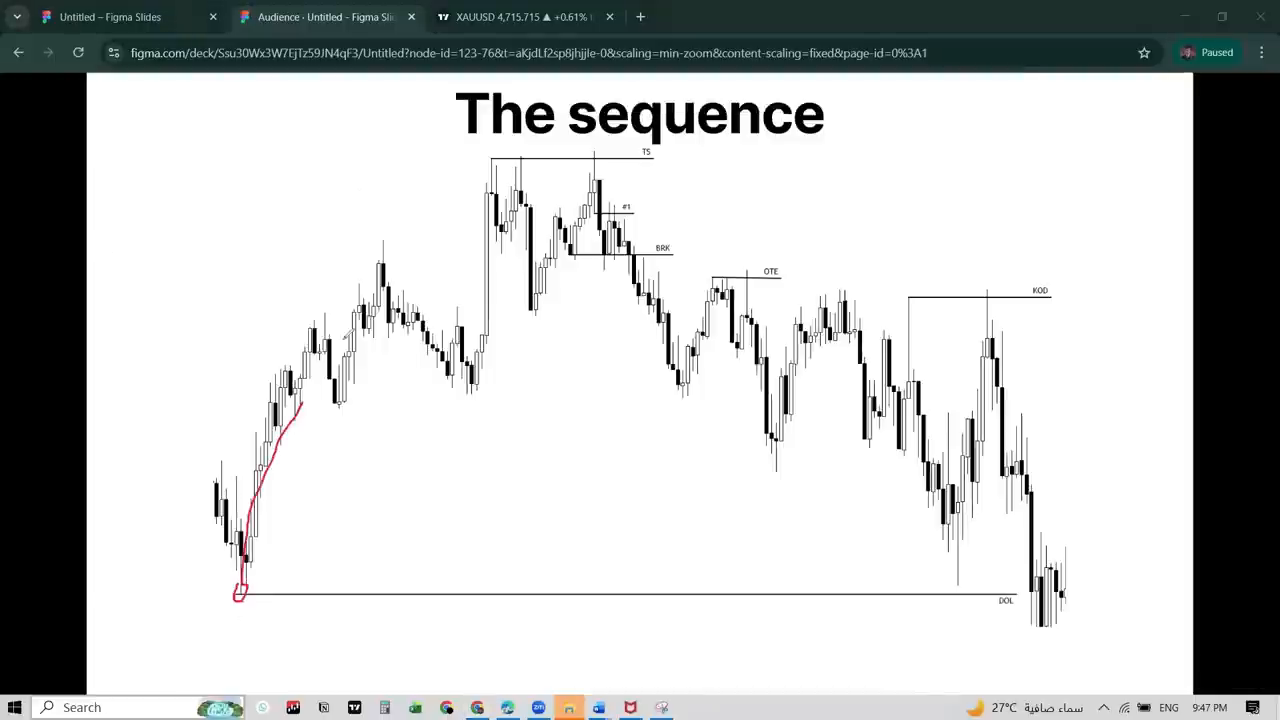 Untitled – Figma Slides
Audience - Untitled – Figma Sli
XAUUSD 4,715.715 ▲ +0.61%
figma.com/deck/Ssu30Wx3W7EjTz59JN4qF3/Untitled?node-id=123-76&t=aKjdLf2sp8jhjjIe-0&scaling=min-zoom&content-scaling=fixed&page-id=0%3A1
Paused
The sequence
TS
#1
BRK
OTE
KOD
DOL
Search
27°C سماء صافية
ENG
9:47 PM